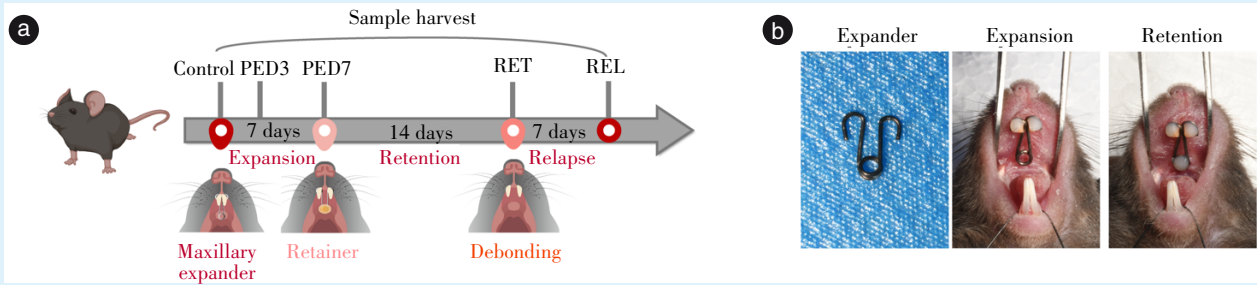 a
Sample harvest
Control PED3 PED7 RET REL
7 days 14 days 7 days
Expansion Retention Relapse
Maxillary
expander
Retainer
Debonding
b
Expander Expansion Retention